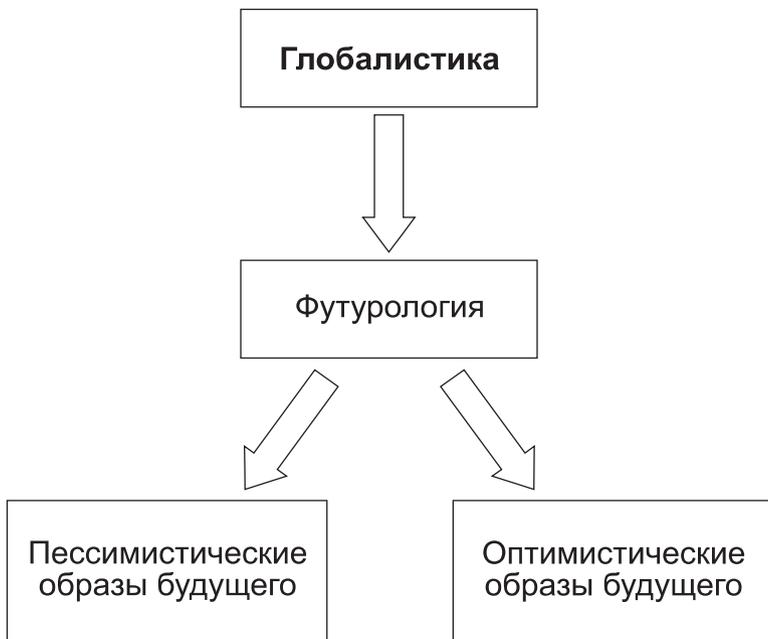 Глобалистика
Футурология
Пессимистические
образы будущего
Оптимистические
образы будущего